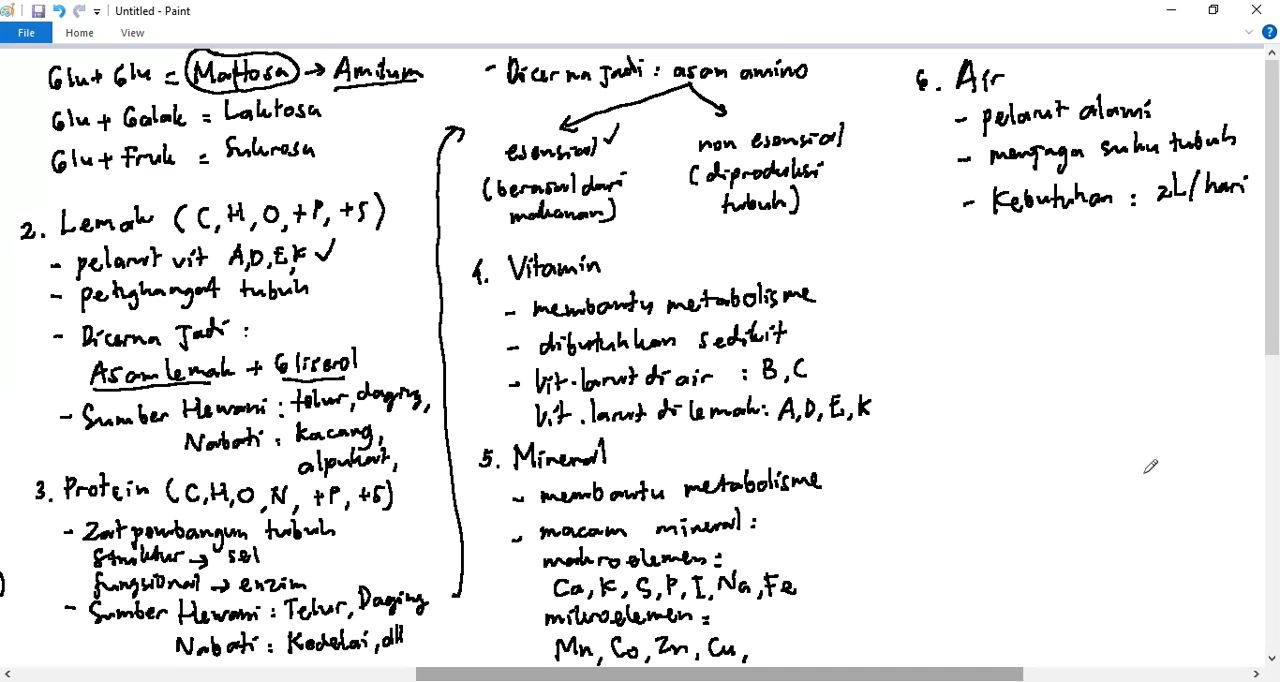 Untitled - Paint
File Home View
Glu + Glu = Maltosa → Amilum
Glu + Galak = Laktosa
Glu + Fruk = Sukrosa
2. Lemak (C, H, O, +P, +S)
- pelarut vit A,D,E,K ✓
- penghangat tubuh
- Dicerna Jadi :
Asam lemak + Gliserol
- Sumber Hewani : telur, daging,
Nabati : kacang,
alpukat,
3. Protein (C,H,O,N, +P, +S)
- Zat pembangun tubuh
struktur → sel
fungsional → enzim
- Sumber Hewani : Telur, Daging
Nabati : Kedelai, dll
- Dicerna jadi : asam amino
esensial ✓
(berasal dari
makanan)
non esensial
(diproduksi
tubuh)
4. Vitamin
- membantu metabolisme
- dibutuhkan sedikit
- Vit. larut di air : B, C
Vit. larut di lemak : A, D, E, K
5. Mineral
- membantu metabolisme
- macam mineral :
makroelemen :
Ca, K, S, P, I, Na, Fe
mikroelemen :
Mn, Co, Zn, Cu,
6. Air
- pelarut alami
- menjaga suhu tubuh
- Kebutuhan : 2L/hari